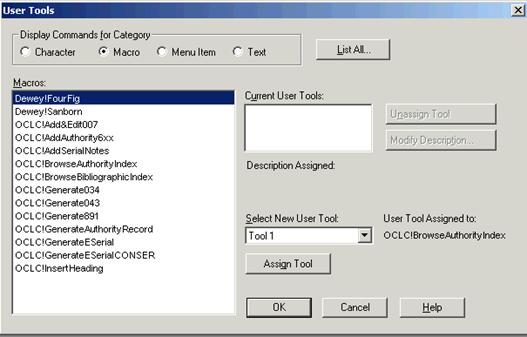 User Tools
Display Commands for Category
Character
Macro
Menu Item
Text
List All...
Macros:
Dewey!FourFig
Dewey!Sanborn
OCLC!Add&Edit007
OCLC!AddAuthority6xx
OCLC!AddSerialNotes
OCLC!BrowseAuthorityIndex
OCLC!BrowseBibliographicIndex
OCLC!Generate034
OCLC!Generate043
OCLC!Generate891
OCLC!GenerateAuthorityRecord
OCLC!GenerateESerial
OCLC!GenerateESerialCONSER
OCLC!InsertHeading
Current User Tools:
Unassign Tool
Modify Description...
Description Assigned:
Select New User Tool:
Tool 1
User Tool Assigned to:
OCLC!BrowseAuthorityIndex
Assign Tool
OK
Cancel
Help